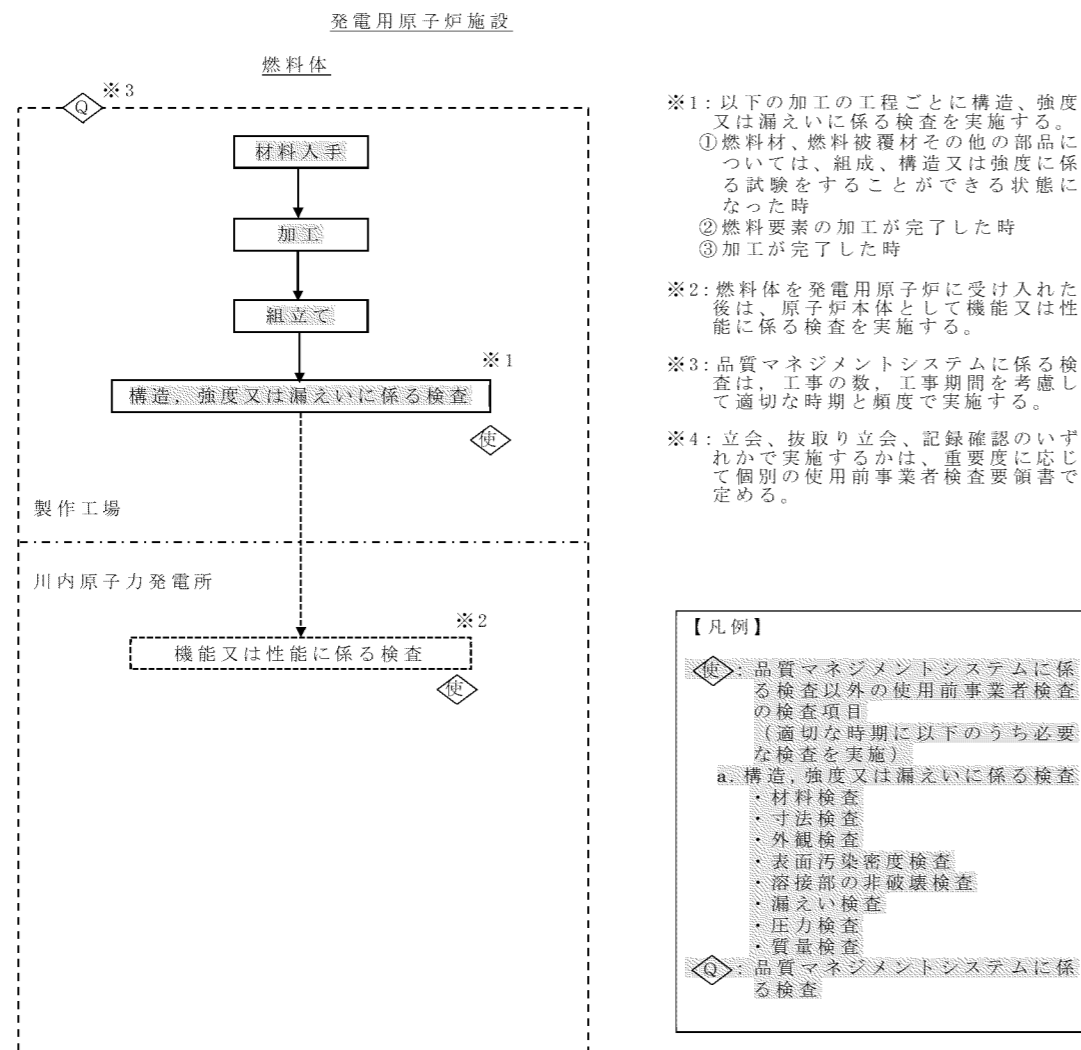 発電用原子炉施設
燃料体
Q
※3
材料入手
加工
組立て
※1
構造，強度又は漏えいに係る検査
使
製作工場
川内原子力発電所
※2
機能又は性能に係る検査
使
※1：以下の加工の工程ごとに構造、強度
又は漏えいに係る検査を実施する。
①燃料材、燃料被覆材その他の部品に
ついては、組成、構造又は強度に係
る試験をすることができる状態に
なった時
②燃料要素の加工が完了した時
③加工が完了した時
※2：燃料体を発電用原子炉に受け入れた
後は、原子炉本体として機能又は性
能に係る検査を実施する。
※3：品質マネジメントシステムに係る検
査は，工事の数，工事期間を考慮し
て適切な時期と頻度で実施する。
※4：立会、抜取り立会、記録確認のいず
れかで実施するかは、重要度に応じ
て個別の使用前事業者検査要領書で
定める。
【凡例】
使：品質マネジメントシステムに係
る検査以外の使用前事業者検査
の検査項目
（適切な時期に以下のうち必要
な検査を実施）
a. 構造，強度又は漏えいに係る検査
・材料検査
・寸法検査
・外観検査
・表面汚染密度検査
・溶接部の非破壊検査
・漏えい検査
・圧力検査
・質量検査
Q：品質マネジメントシステムに係
る検査